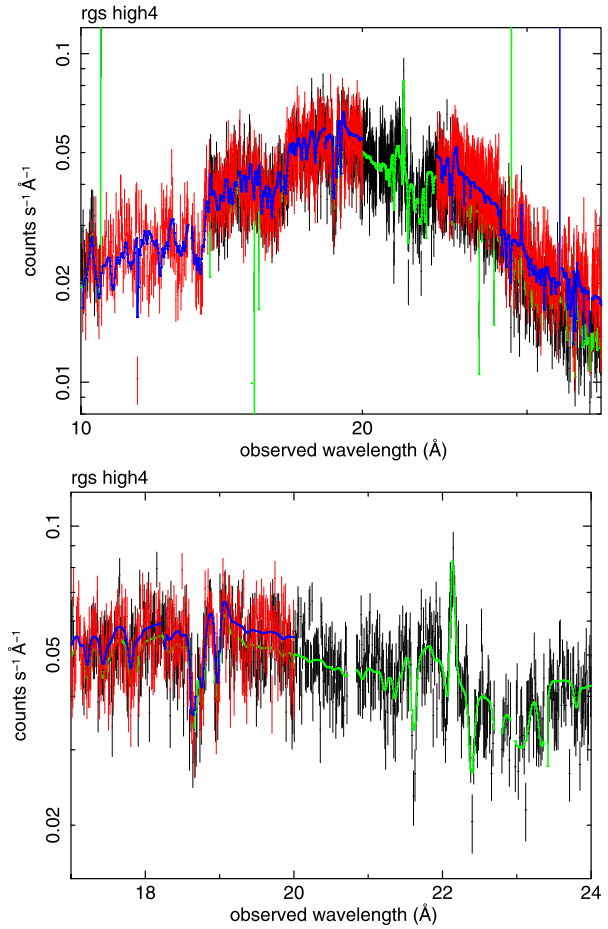 rgs high4
0.1
0.05
0.02
0.01
counts s⁻¹ Å⁻¹
10
20
observed wavelength (Å)
rgs high4
0.1
0.05
0.02
counts s⁻¹ Å⁻¹
18
20
22
24
observed wavelength (Å)